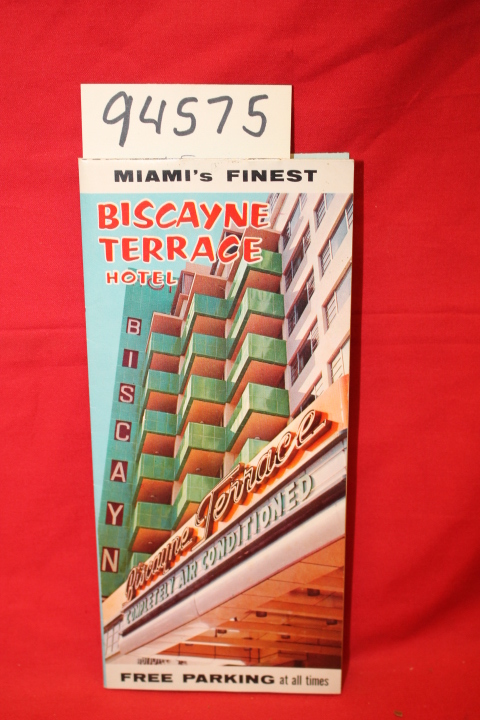 94575
MIAMI's FINEST
BISCAYNE
TERRACE
HOTEL
BISCAYN
Biscayne Terrace
COMPLETELY AIR CONDITIONED
FREE PARKING at all times